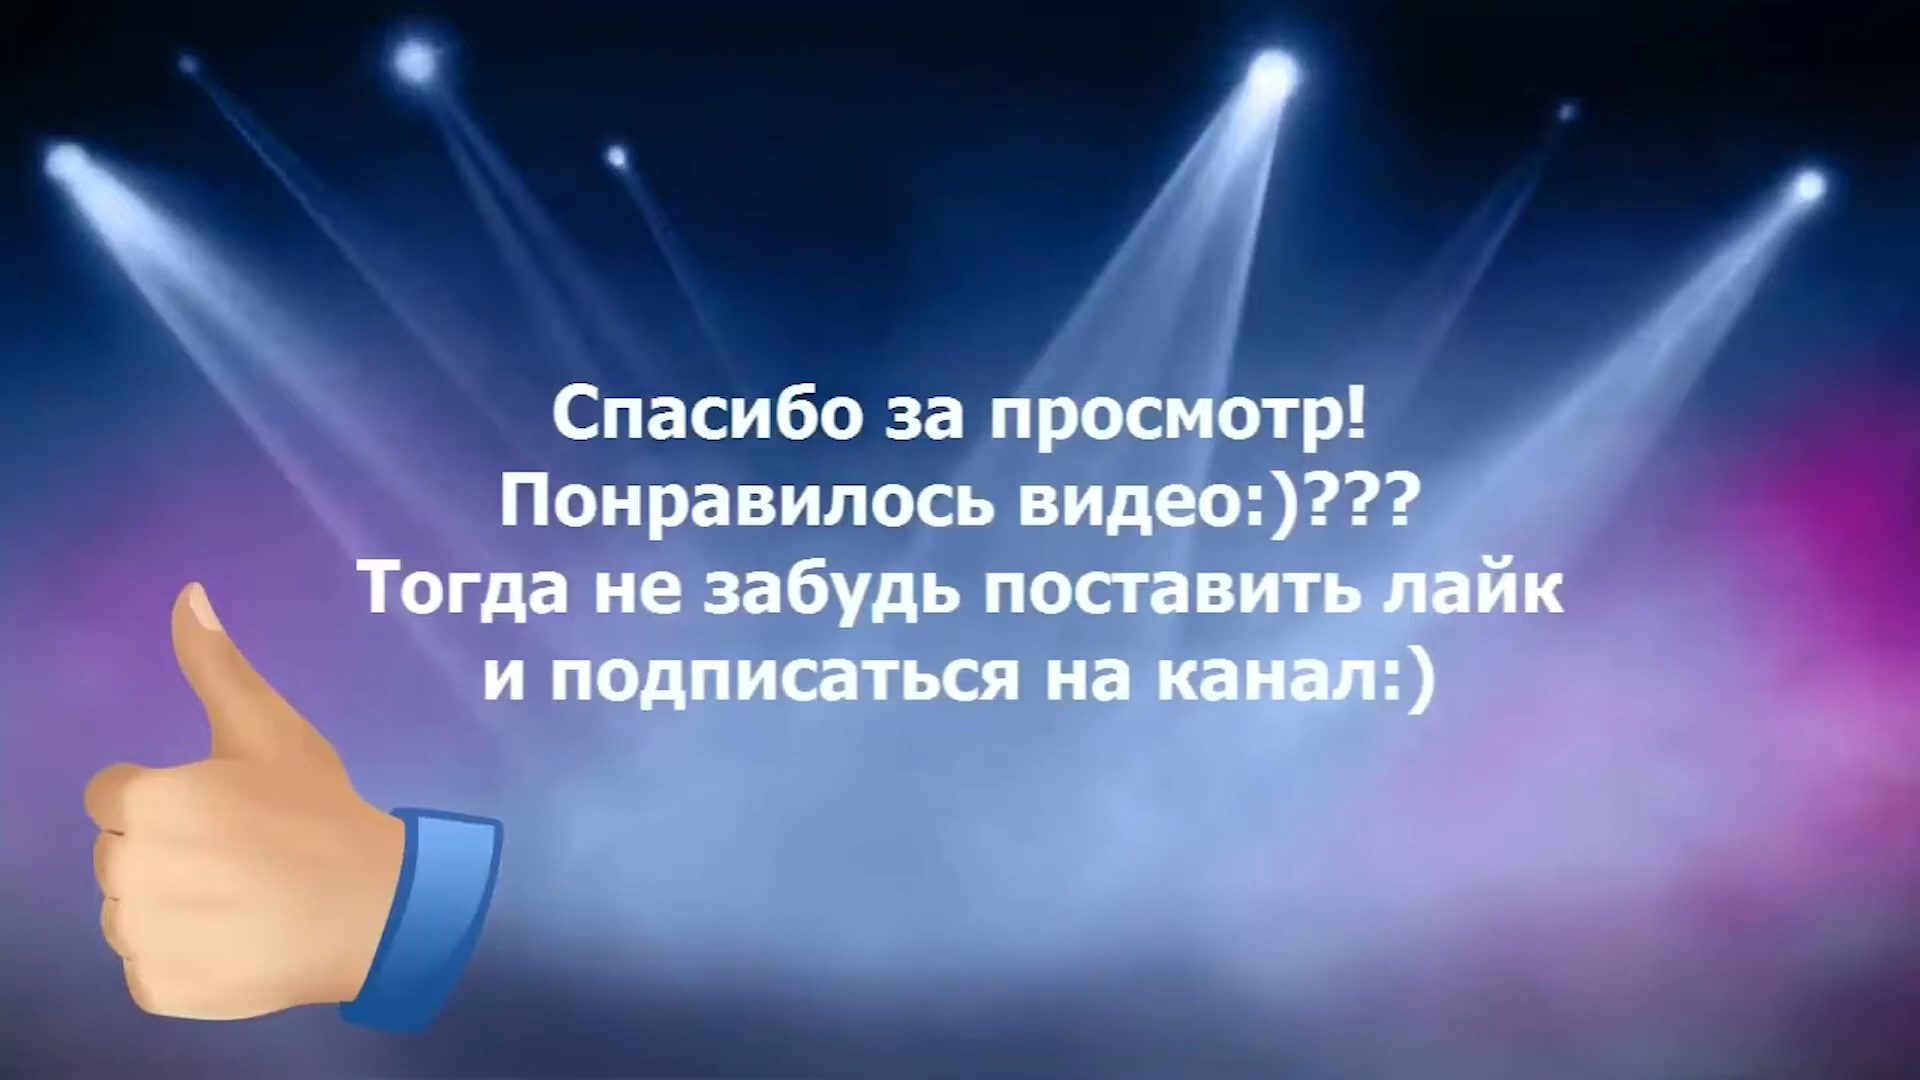 Спасибо за просмотр!
Понравилось видео:)???
Тогда не забудь поставить лайк
и подписаться на канал:)